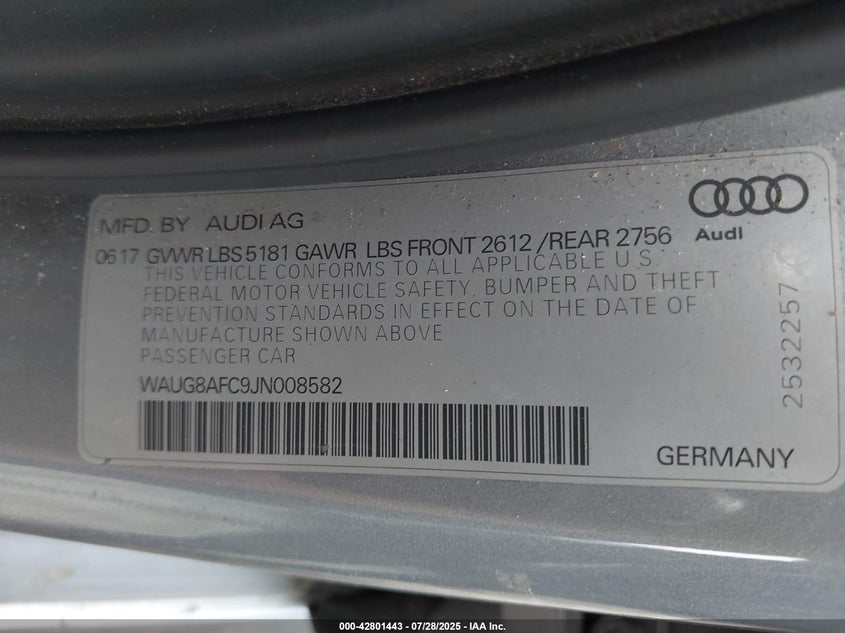 MFD. BY AUDI AG
Audi
0617 GVWR LBS 5181 GAWR LBS FRONT 2612 /REAR 2756
THIS VEHICLE CONFORMS TO ALL APPLICABLE U.S.
FEDERAL MOTOR VEHICLE SAFETY, BUMPER AND THEFT
PREVENTION STANDARDS IN EFFECT ON THE DATE OF
MANUFACTURE SHOWN ABOVE
PASSENGER CAR
WAUG8AFC9JN008582
2532257
GERMANY
000-42801443 - 07/28/2025 - IAA Inc.